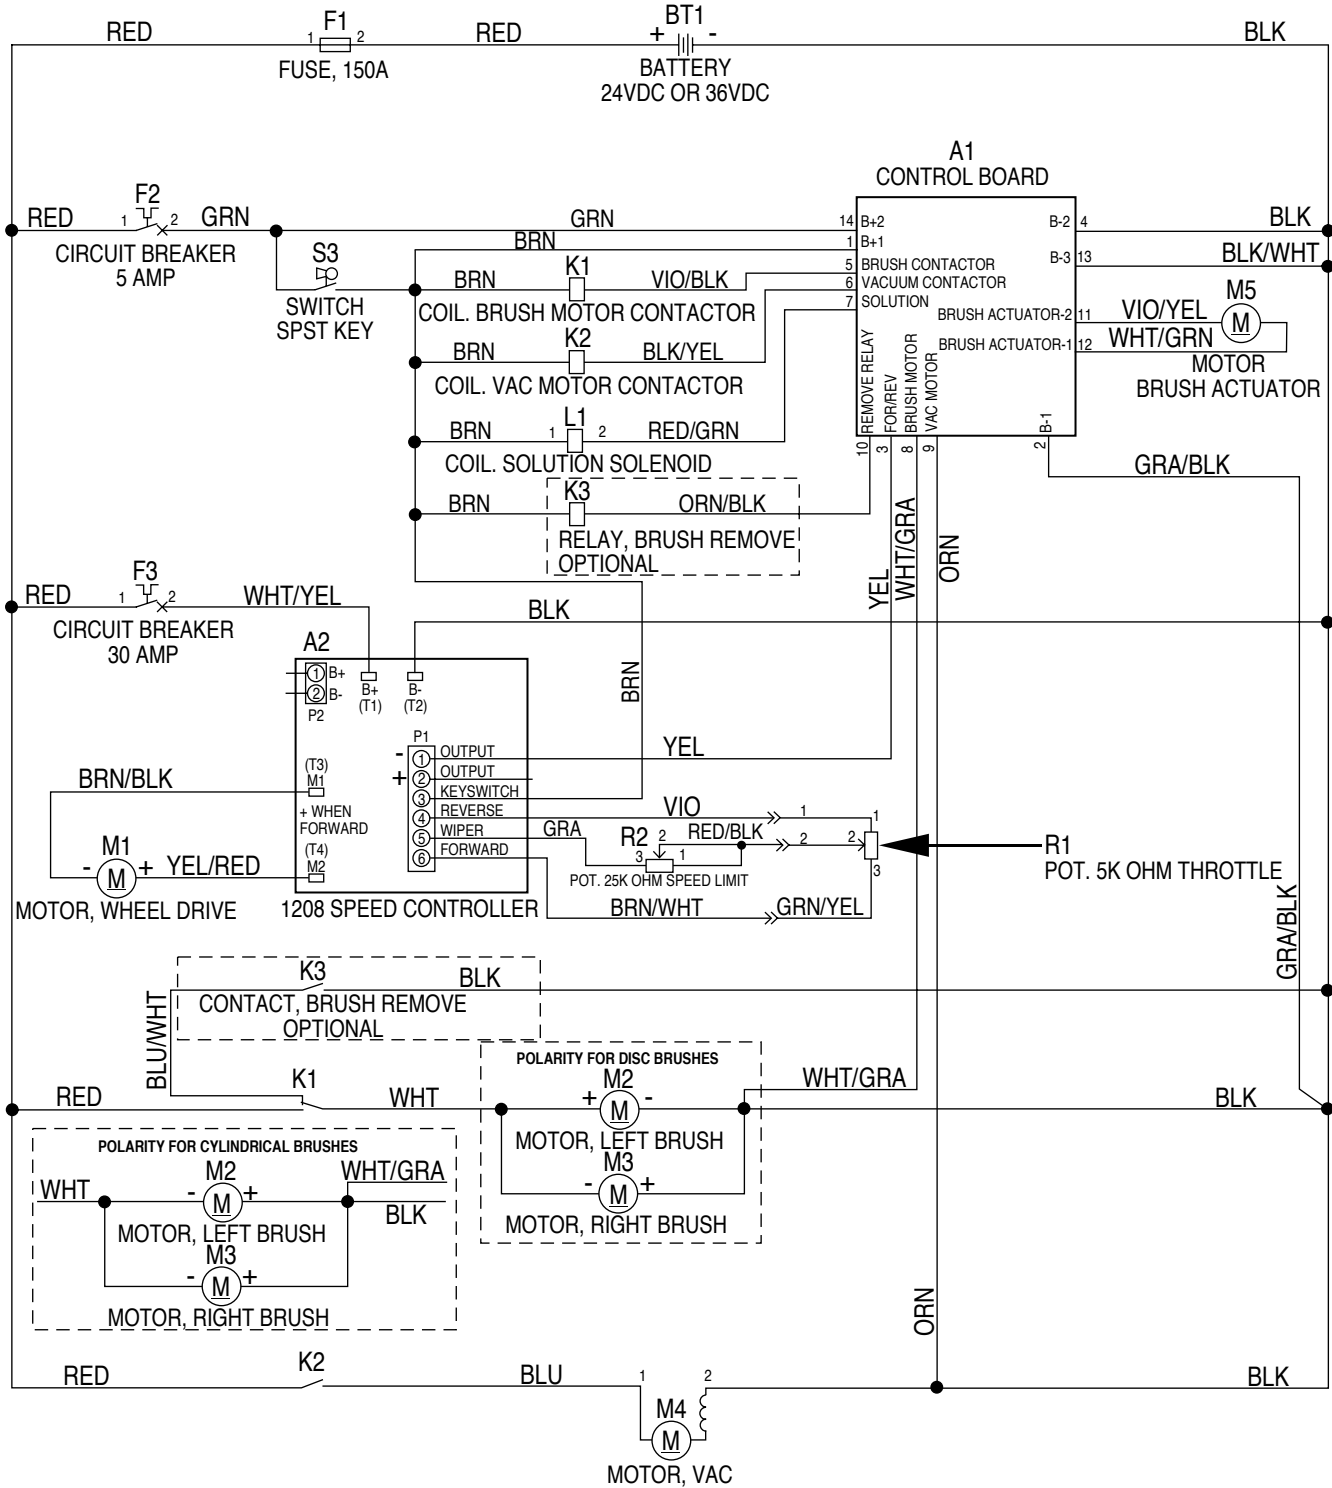 RED
F1
1
2
FUSE, 150A
RED
BT1
+
-
BATTERY
24VDC OR 36VDC
BLK
A1
CONTROL BOARD
RED
F2
1
2
CIRCUIT BREAKER
5 AMP
GRN
S3
SWITCH
SPST KEY
GRN
BRN
BRN
K1
VIO/BLK
COIL. BRUSH MOTOR CONTACTOR
BRN
K2
BLK/YEL
COIL. VAC MOTOR CONTACTOR
BRN
1
L1
2
RED/GRN
COIL. SOLUTION SOLENOID
BRN
K3
ORN/BLK
RELAY, BRUSH REMOVE
OPTIONAL
14
B+2
1
B+1
5
BRUSH CONTACTOR
6
VACUUM CONTACTOR
7
SOLUTION
B-2
4
B-3
13
BRUSH ACTUATOR-2
11
BRUSH ACTUATOR-1
12
REMOVE RELAY
FOR/REV
BRUSH MOTOR
VAC MOTOR
B-1
10
3
8
9
2
BLK
BLK/WHT
VIO/YEL
WHT/GRN
M5
M
MOTOR
BRUSH ACTUATOR
GRA/BLK
YEL
WHT/GRA
ORN
RED
F3
1
2
CIRCUIT BREAKER
30 AMP
WHT/YEL
BLK
A2
1
B+
2
B-
P2
B+
(T1)
B-
(T2)
BRN
P1
-
1
OUTPUT
+
2
OUTPUT
3
KEYSWITCH
4
REVERSE
5
WIPER
6
FORWARD
(T3)
M1
+ WHEN
FORWARD
(T4)
M2
1208 SPEED CONTROLLER
BRN/BLK
M1
-
M
+
YEL/RED
MOTOR, WHEEL DRIVE
YEL
VIO
1
1
GRA
R2
2
3
1
RED/BLK
2
2
POT. 25K OHM SPEED LIMIT
BRN/WHT
GRN/YEL
3
R1
POT. 5K OHM THROTTLE
GRA/BLK
K3
BLK
CONTACT, BRUSH REMOVE
OPTIONAL
BLU/WHT
RED
K1
WHT
POLARITY FOR DISC BRUSHES
M2
+
M
-
MOTOR, LEFT BRUSH
M3
-
M
+
MOTOR, RIGHT BRUSH
WHT/GRA
BLK
POLARITY FOR CYLINDRICAL BRUSHES
WHT
M2
-
M
+
WHT/GRA
BLK
MOTOR, LEFT BRUSH
M3
-
M
+
MOTOR, RIGHT BRUSH
ORN
RED
K2
BLU
1
2
M4
M
MOTOR, VAC
BLK